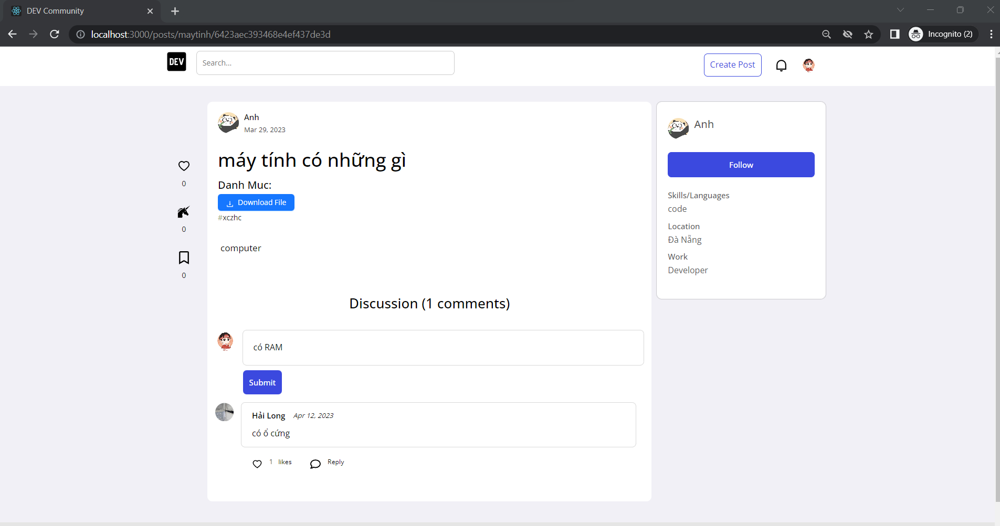 DEV Community
localhost:3000/posts/maytinh/6423aec393468e4ef437de3d
Incognito (2)
DEV
Search...
Create Post
Anh
Mar 29, 2023
máy tính có những gì
Danh Muc:
Download File
#xczhc
computer
0
0
0
Discussion (1 comments)
có RAM
Submit
Hải Long Apr 12, 2023
có ổ cứng
1 likes Reply
Anh
Follow
Skills/Languages
code
Location
Đà Nẵng
Work
Developer